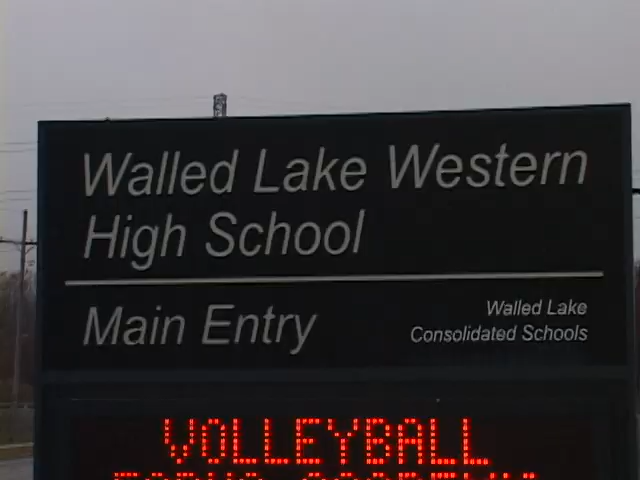 Walled Lake Western
High School
Main Entry
Walled Lake
Consolidated Schools
VOLLEYBALL